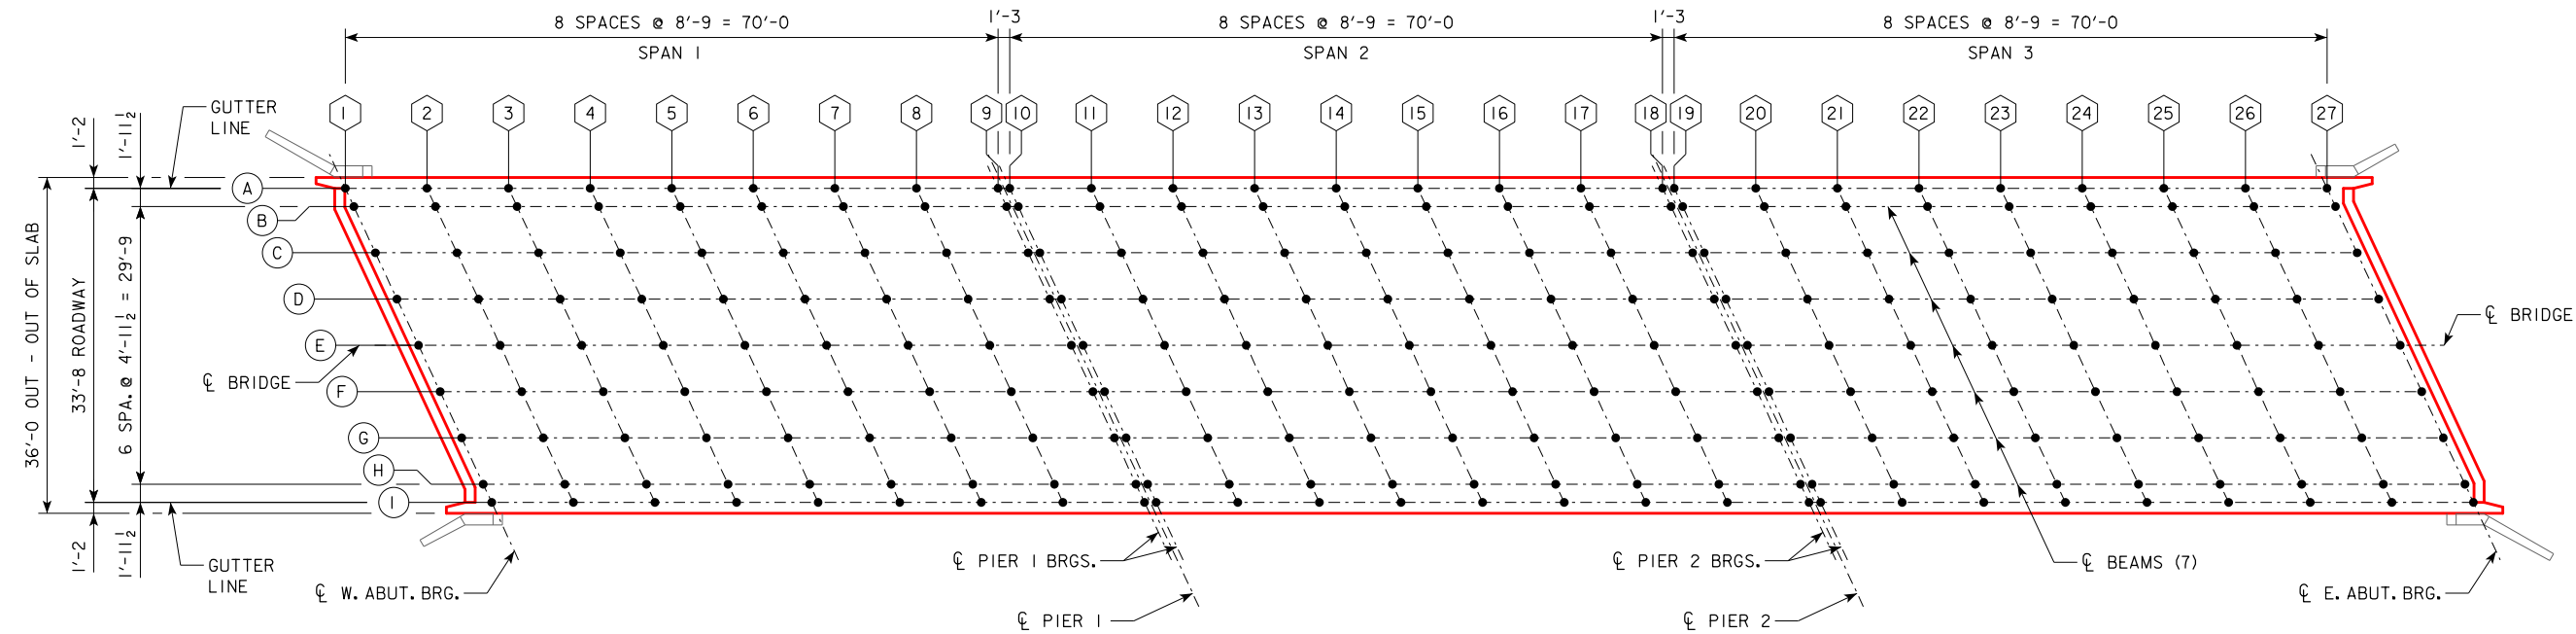 8 SPACES @ 8'-9 = 70'-0
1'-3
8 SPACES @ 8'-9 = 70'-0
1'-3
8 SPACES @ 8'-9 = 70'-0
SPAN 1
SPAN 2
SPAN 3
GUTTER
LINE
1 2 3 4 5 6 7 8 9 10 11 12 13 14 15 16 17 18 19 20 21 22 23 24 25 26 27
1'-2
1'-11½
A
B
C
D
E
F
G
H
I
36'-0 OUT - OUT OF SLAB
33'-8 ROADWAY
6 SPA. @ 4'-11½ = 29'-9
℄ BRIDGE
℄ BRIDGE
1'-2
1'-11½
GUTTER
LINE
℄ W. ABUT. BRG.
℄ PIER 1 BRGS.
℄ PIER 1
℄ PIER 2 BRGS.
℄ PIER 2
℄ BEAMS (7)
℄ E. ABUT. BRG.